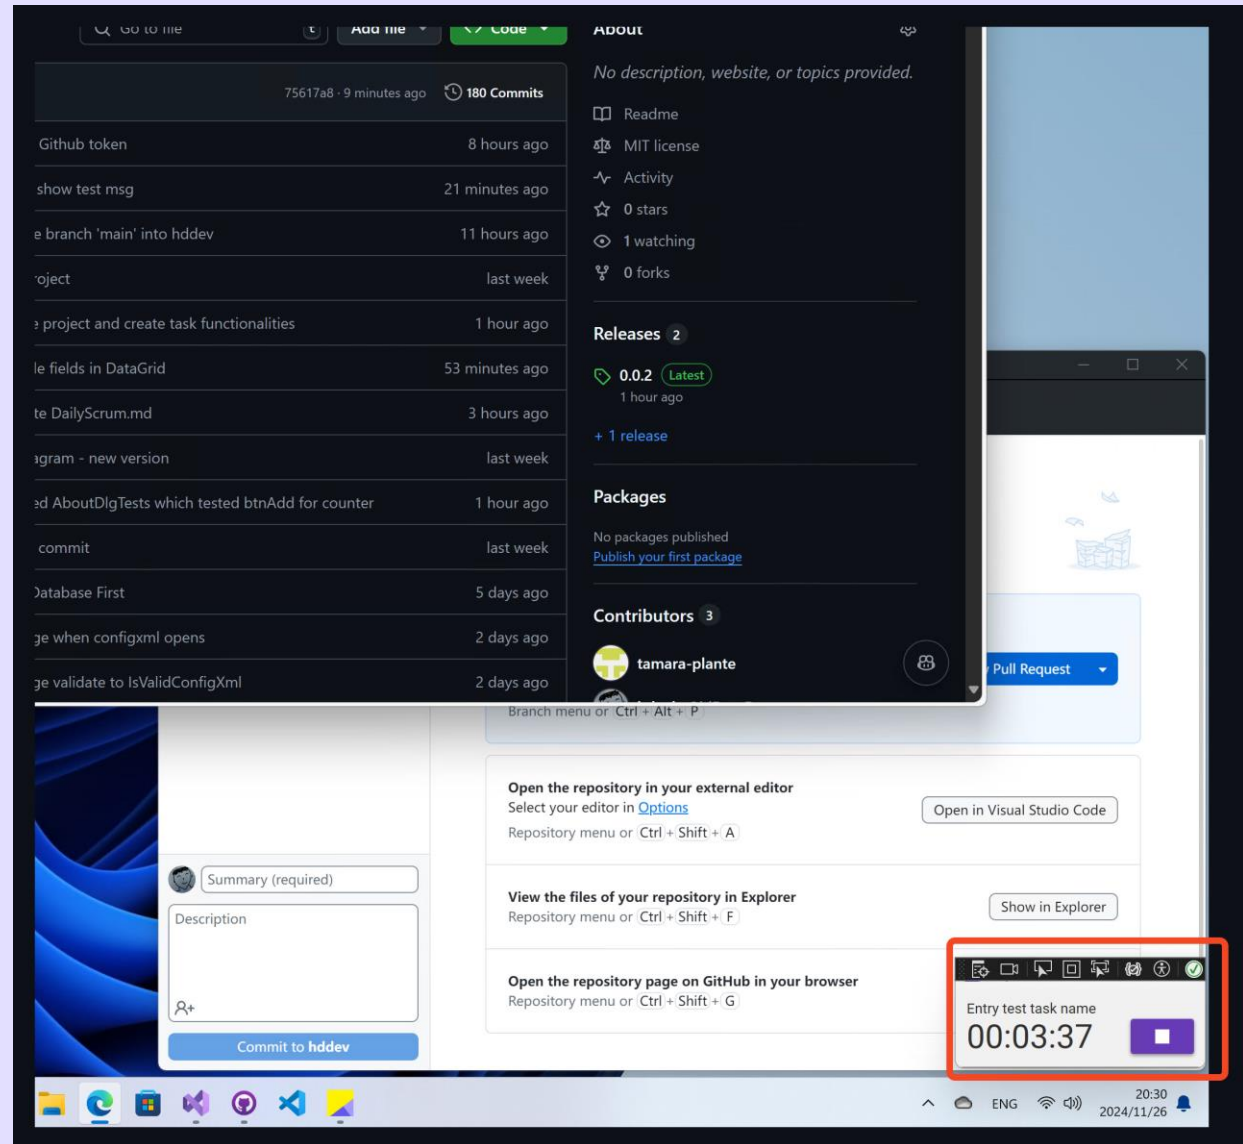 Go to file
t
Add file
Code
About
No description, website, or topics provided.
75617a8 · 9 minutes ago
180 Commits
Readme
Github token
8 hours ago
MIT license
Activity
show test msg
21 minutes ago
0 stars
e branch 'main' into hddev
11 hours ago
1 watching
0 forks
roject
last week
e project and create task functionalities
1 hour ago
Releases 2
le fields in DataGrid
53 minutes ago
0.0.2 Latest
1 hour ago
te DailyScrum.md
3 hours ago
+ 1 release
agram - new version
last week
ed AboutDlgTests which tested btnAdd for counter
1 hour ago
Packages
No packages published
Publish your first package
commit
last week
Database First
5 days ago
Contributors 3
ge when configxml opens
2 days ago
tamara-plante
ge validate to IsValidConfigXml
2 days ago
Pull Request
Branch menu or Ctrl + Alt + P
Open the repository in your external editor
Select your editor in Options
Repository menu or Ctrl + Shift + A
Open in Visual Studio Code
Summary (required)
Description
View the files of your repository in Explorer
Repository menu or Ctrl + Shift + F
Show in Explorer
Open the repository page on GitHub in your browser
Repository menu or Ctrl + Shift + G
Commit to hddev
Entry test task name
00:03:37
ENG
20:30
2024/11/26